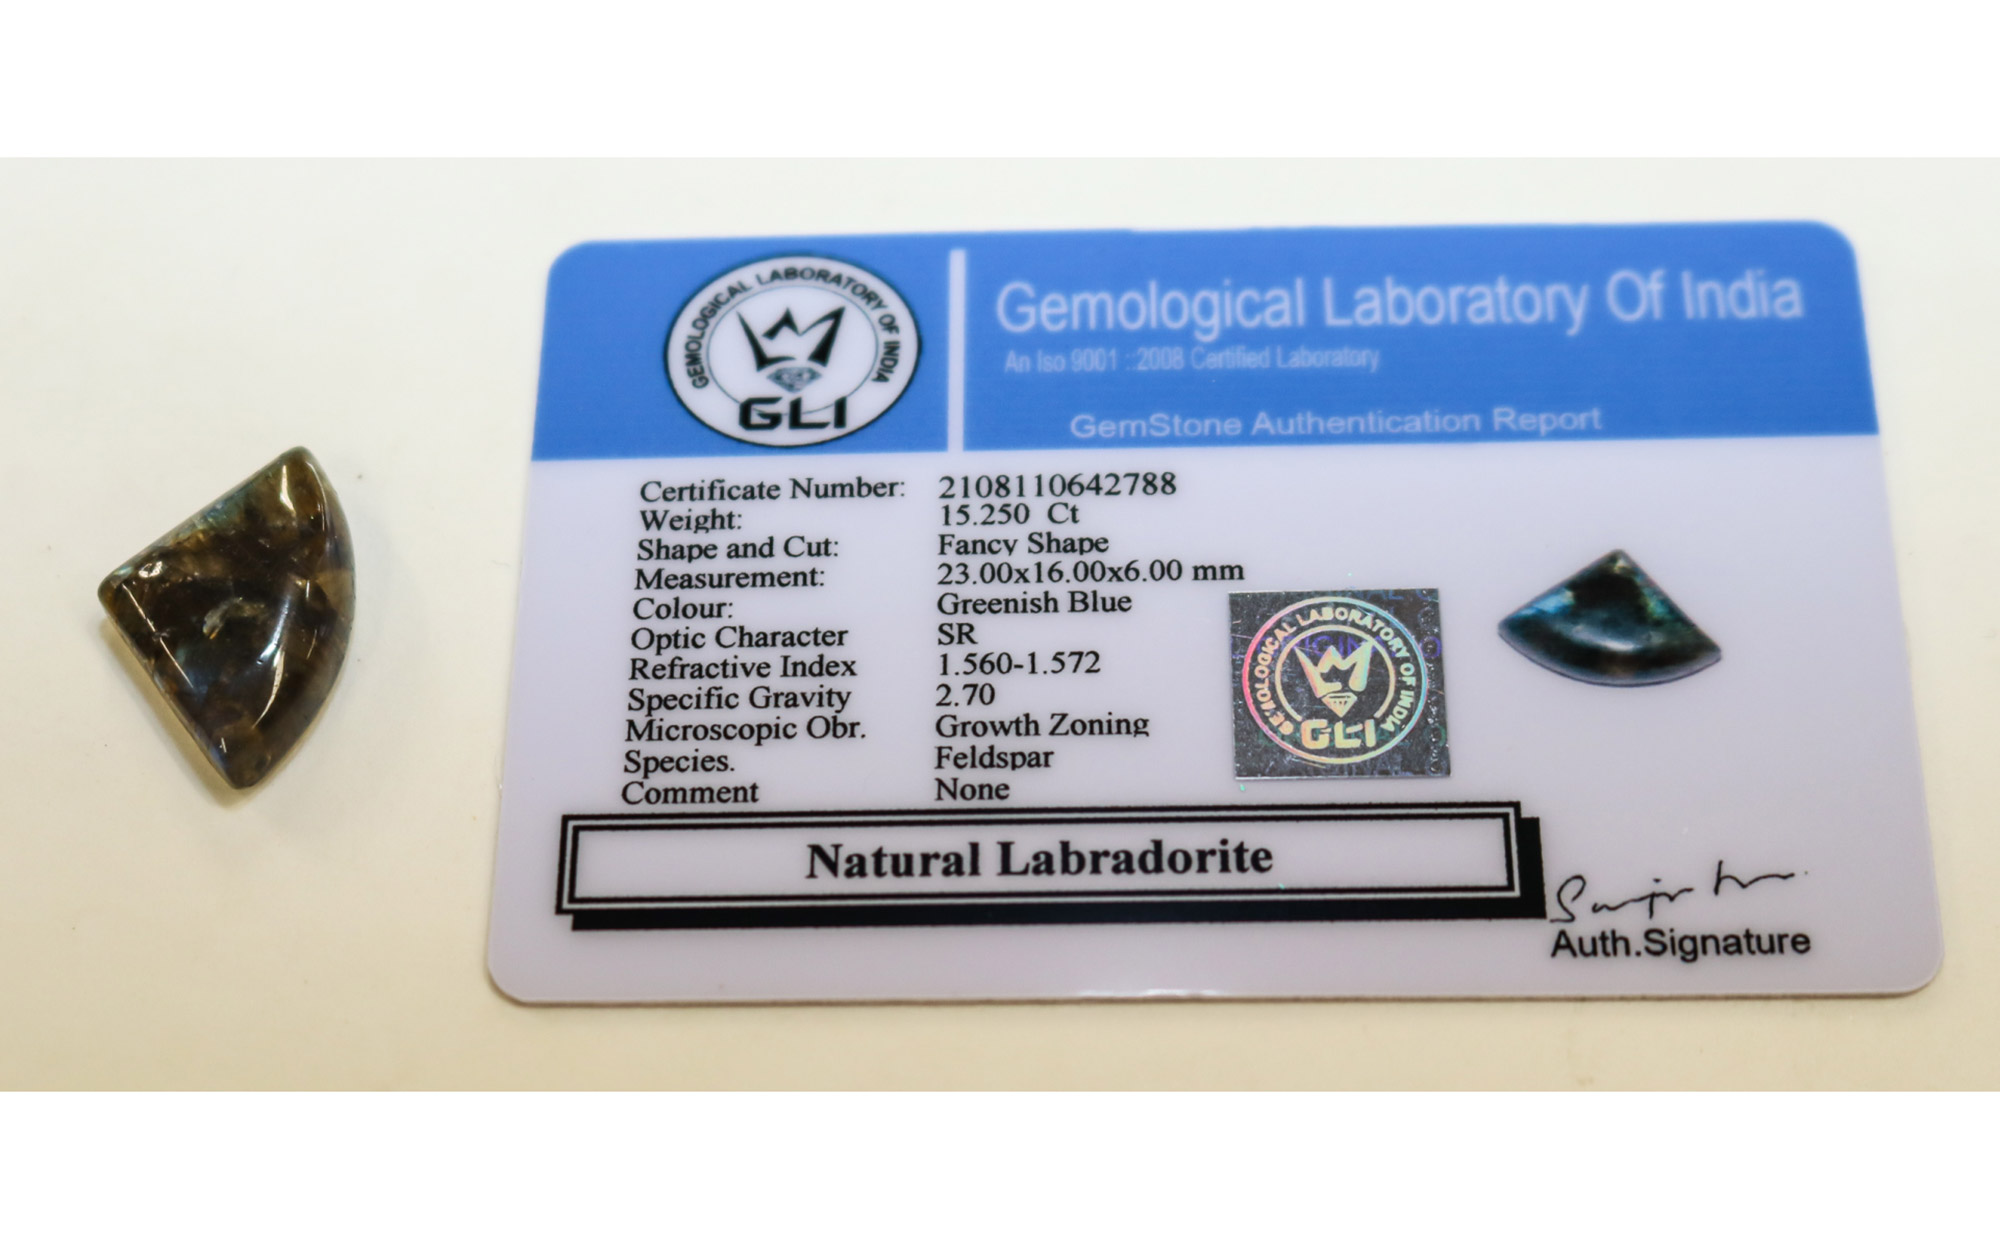 GEMOLOGICAL LABORATORY OF INDIA
GLI
Gemological Laboratory Of India
An Iso 9001 ::2008 Certified Laboratory
GemStone Authentication Report
Certificate Number: 2108110642788
Weight: 15.250 Ct
Shape and Cut: Fancy Shape
Measurement: 23.00x16.00x6.00 mm
Colour: Greenish Blue
Optic Character SR
Refractive Index 1.560-1.572
Specific Gravity 2.70
Microscopic Obr. Growth Zoning
Species. Feldspar
Comment None
GEMOLOGICAL LABORATORY OF INDIA
GLI
Natural Labradorite
Auth.Signature